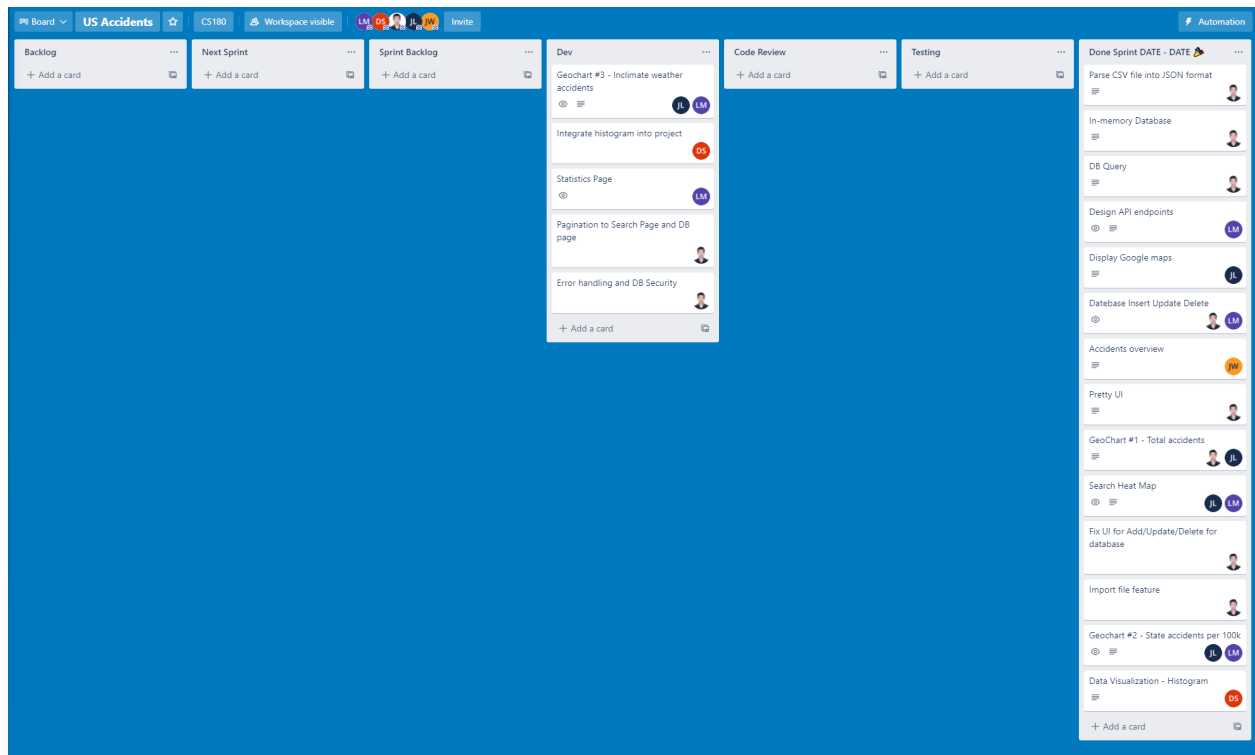 Board
US Accidents
CS180
Workspace visible
LM DS JL JW
Invite
Automation
Backlog
+ Add a card
Next Sprint
+ Add a card
Sprint Backlog
+ Add a card
Dev
Geochart #3 - Inclimate weather
accidents
JL LM
Integrate histogram into project
DS
Statistics Page
LM
Pagination to Search Page and DB
page
Error handling and DB Security
+ Add a card
Code Review
+ Add a card
Testing
+ Add a card
Done Sprint DATE - DATE 🎉
Parse CSV file into JSON format
In-memory Database
DB Query
Design API endpoints
LM
Display Google maps
JL
Datebase Insert Update Delete
LM
Accidents overview
JW
Pretty UI
GeoChart #1 - Total accidents
JL
Search Heat Map
JL LM
Fix UI for Add/Update/Delete for
database
Import file feature
Geochart #2 - State accidents per 100k
JL LM
Data Visualization - Histogram
DS
+ Add a card